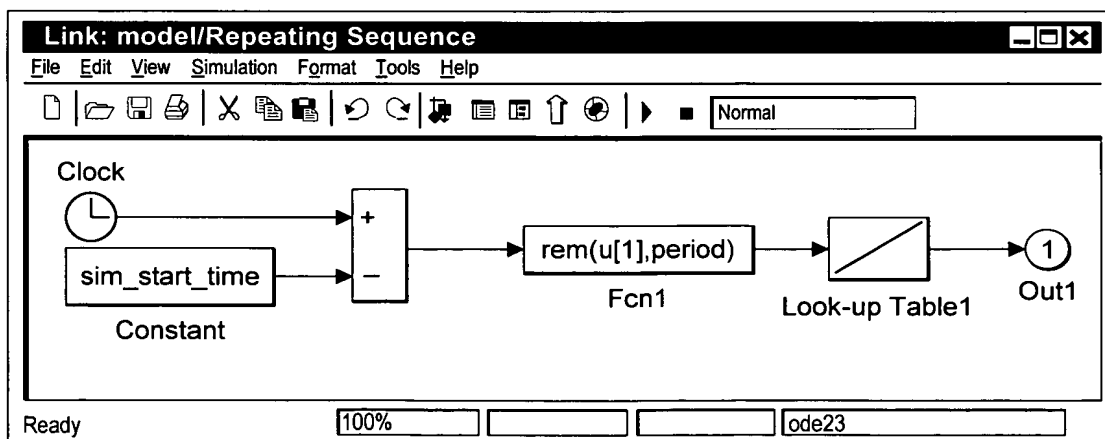 Link: model/Repeating Sequence
File Edit View Simulation Format Tools Help
Normal
Clock
+
sim_start_time
−
Constant
rem(u[1],period)
Fcn1
Look-up Table1
1
Out1
Ready 100% ode23